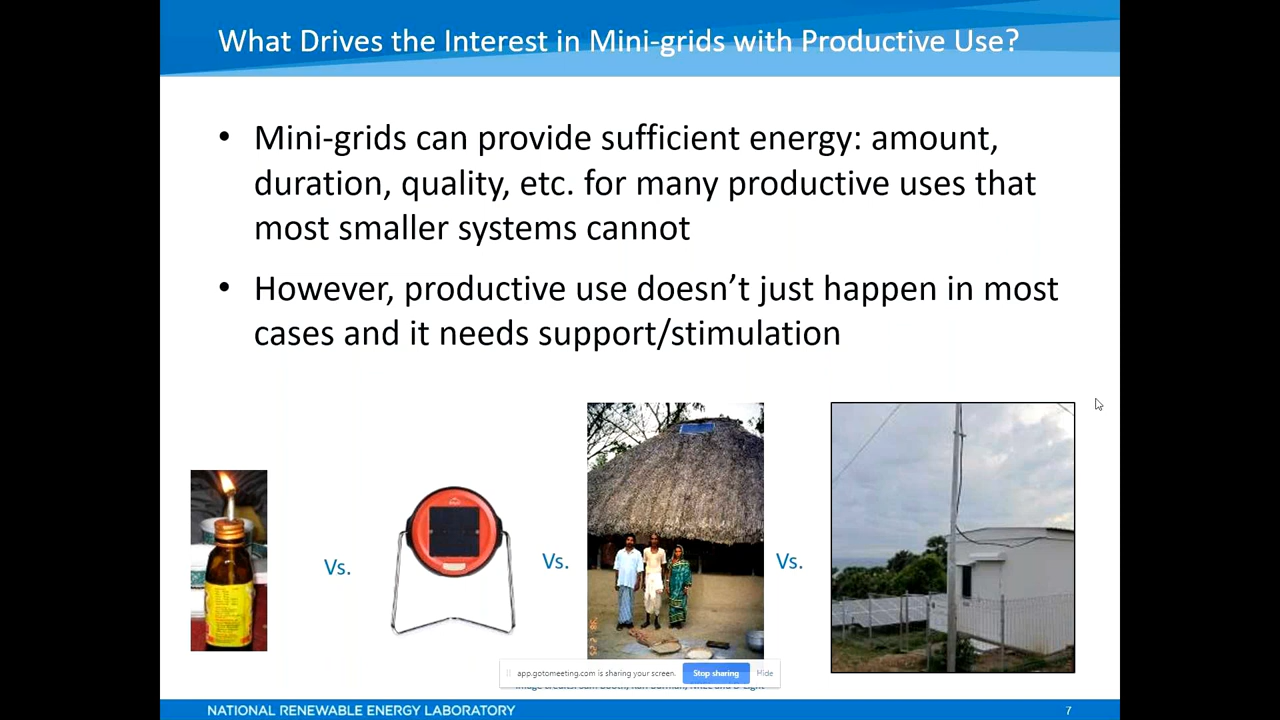 What Drives the Interest in Mini-grids with Productive Use?
• Mini-grids can provide sufficient energy: amount,
duration, quality, etc. for many productive uses that
most smaller systems cannot
• However, productive use doesn’t just happen in most
cases and it needs support/stimulation
Vs.
Vs.
Vs.
app.gotomeeting.com is sharing your screen.
Stop sharing
Hide
NATIONAL RENEWABLE ENERGY LABORATORY
7